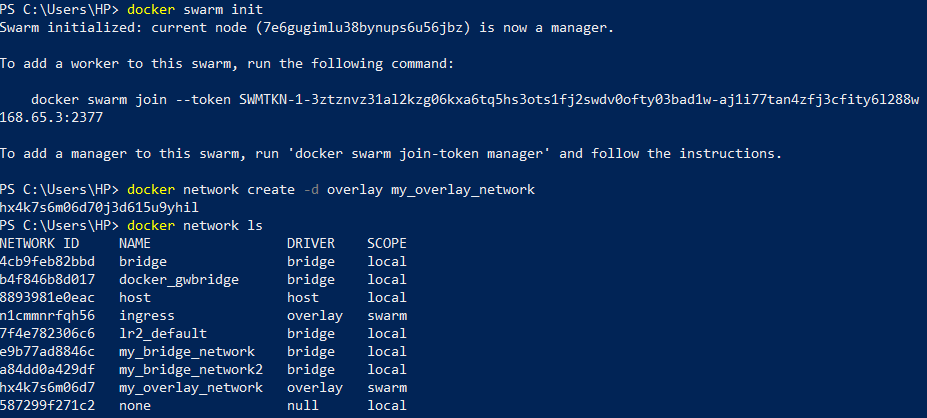 PS C:\Users\HP> docker swarm init
Swarm initialized: current node (7e6gugimlu38bynups6u56jbz) is now a manager.
To add a worker to this swarm, run the following command:
docker swarm join --token SWMTKN-1-3ztznvz31al2kzg06kxa6tq5hs3ots1fj2swdv0ofty03bad1w-aj1i77tan4zfj3cfity6l288w
168.65.3:2377
To add a manager to this swarm, run 'docker swarm join-token manager' and follow the instructions.
PS C:\Users\HP> docker network create -d overlay my_overlay_network
hx4k7s6m06d70j3d615u9yhil
PS C:\Users\HP> docker network ls
NETWORK ID NAME DRIVER SCOPE
4cb9feb82bbd bridge bridge local
b4f846b8d017 docker_gwbridge bridge local
8893981e0eac host host local
n1cmmnrfqh56 ingress overlay swarm
7f4e782306c6 lr2_default bridge local
e9b77ad8846c my_bridge_network bridge local
a84dd0a429df my_bridge_network2 bridge local
hx4k7s6m06d7 my_overlay_network overlay swarm
587299f271c2 none null local